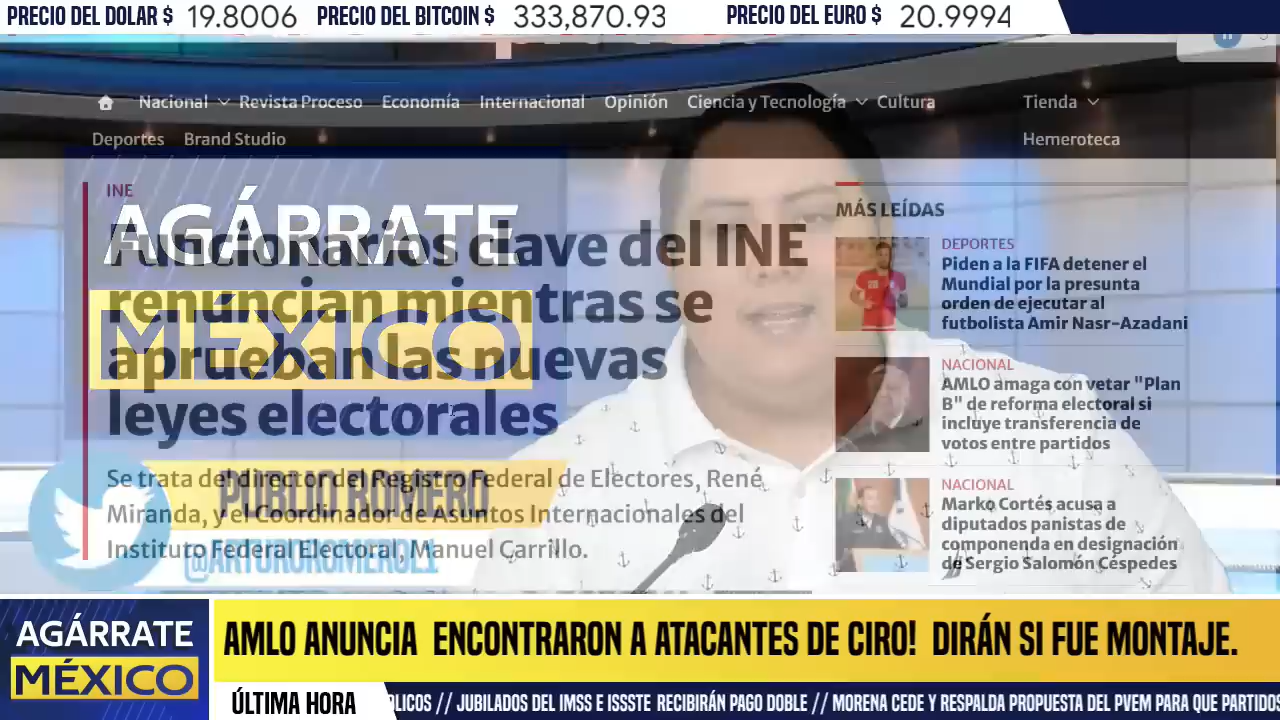 PRECIO DEL DOLAR $ 19.8006 PRECIO DEL BITCOIN $ 333,870.93 PRECIO DEL EURO $ 20.9994
Nacional Revista Proceso Economía Internacional Opinión Ciencia y Tecnología Cultura Tienda
Deportes Brand Studio Hemeroteca
INE
AGÁRRATE
MÉXICO
Funcionarios clave del INE
renuncian mientras se
aprueban las nuevas
leyes electorales
Se trata del director del Registro Federal de Electores, René
Miranda, y el Coordinador de Asuntos Internacionales del
Instituto Federal Electoral, Manuel Carrillo.
PUBLIO ROMERO
@ARTUROROMERO21
MÁS LEÍDAS
DEPORTES
Piden a la FIFA detener el
Mundial por la presunta
orden de ejecutar al
futbolista Amir Nasr-Azadani
NACIONAL
AMLO amaga con vetar "Plan
B" de reforma electoral si
incluye transferencia de
votos entre partidos
NACIONAL
Marko Cortés acusa a
diputados panistas de
componenda en designación
de Sergio Salomón Céspedes
AGÁRRATE
MÉXICO
AMLO ANUNCIA ENCONTRARON A ATACANTES DE CIRO! DIRÁN SI FUE MONTAJE.
ÚLTIMA HORA
BLICOS // JUBILADOS DEL IMSS E ISSSTE RECIBIRÁN PAGO DOBLE // MORENA CEDE Y RESPALDA PROPUESTA DEL PVEM PARA QUE PARTIDOS